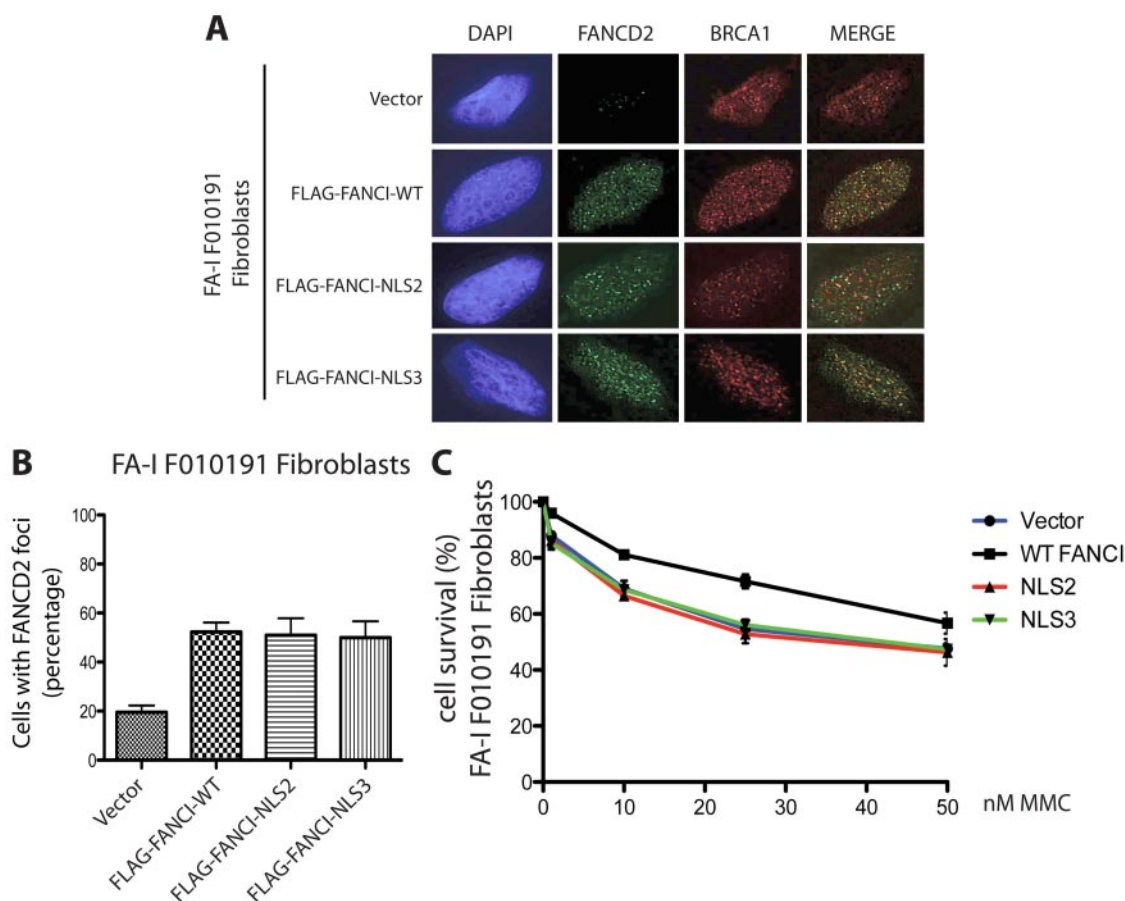 A
DAPI FANCD2 BRCA1 MERGE
FA-I F010191
Fibroblasts
Vector
FLAG-FANCI-WT
FLAG-FANCI-NLS2
FLAG-FANCI-NLS3
B FA-I F010191 Fibroblasts
Cells with FANCD2 foci
(percentage)
100
80
60
40
20
0
Vector
FLAG-FANCI-WT
FLAG-FANCI-NLS2
FLAG-FANCI-NLS3
C
cell survival (%)
FA-I F010191 Fibroblasts
100
80
60
40
20
0
0 10 20 30 40 50 nM MMC
Vector
WT FANCI
NLS2
NLS3